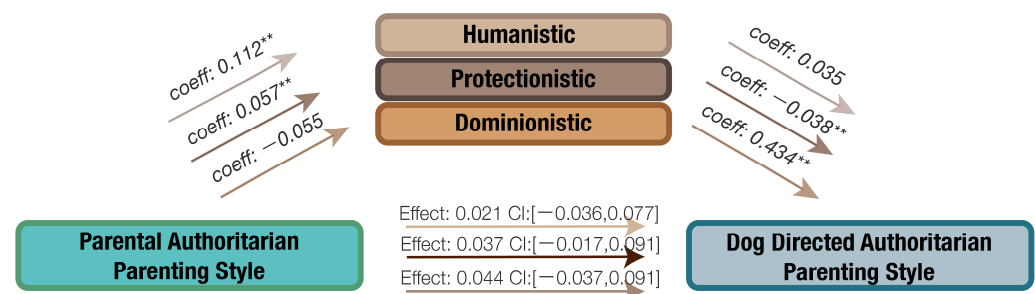 Humanistic
Protectionistic
Dominionistic
coeff: 0.112**
coeff: 0.057**
coeff: −0.055
coeff: 0.035
coeff: −0.038**
coeff: 0.434**
Effect: 0.021 CI:[−0.036,0.077]
Effect: 0.037 CI:[−0.017,0.091]
Effect: 0.044 CI:[−0.037,0.091]
Parental Authoritarian
Parenting Style
Dog Directed Authoritarian
Parenting Style